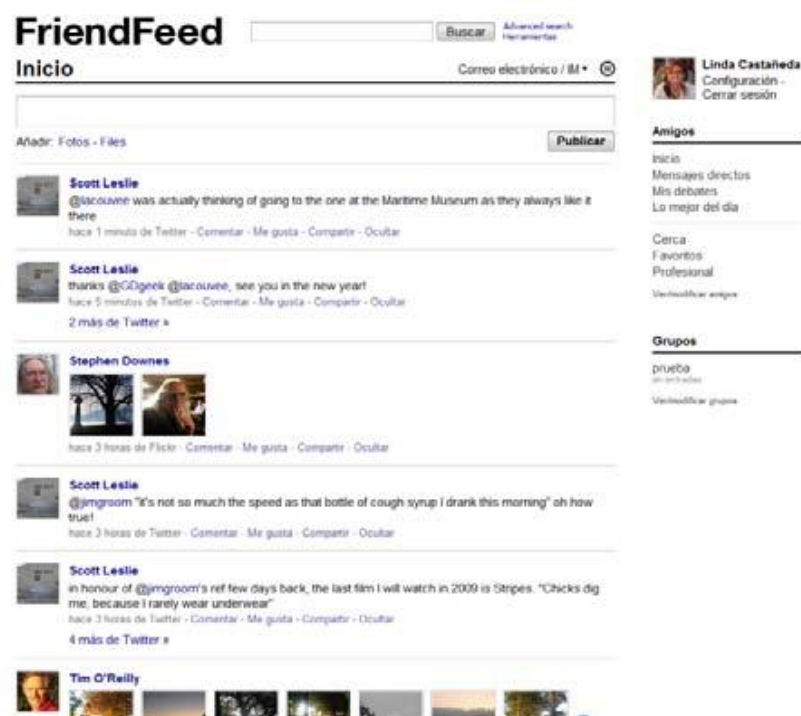 FriendFeed
Buscar
Advanced search
Herramientas
Inicio
Correo electrónico / IM
Añadir: Fotos - Files
Publicar
Scott Leslie
@lacouvee was actually thinking of going to the one at the Maritime Museum as they always like it
there
hace 1 minuto de Twitter - Comentar - Me gusta - Compartir - Ocultar
Scott Leslie
thanks @GDgeek @lacouvee, see you in the new year!
hace 5 minutos de Twitter - Comentar - Me gusta - Compartir - Ocultar
2 más de Twitter »
Stephen Downes
hace 3 horas de Flickr - Comentar - Me gusta - Compartir - Ocultar
Scott Leslie
@jimgroom "it's not so much the speed as that bottle of cough syrup I drank this morning" oh how
true!
hace 3 horas de Twitter - Comentar - Me gusta - Compartir - Ocultar
Scott Leslie
in honour of @jimgroom's ref few days back, the last film I will watch in 2009 is Stripes. "Chicks dig
me, because I rarely wear underwear"
hace 3 horas de Twitter - Comentar - Me gusta - Compartir - Ocultar
4 más de Twitter »
Tim O'Reilly
Linda Castañeda
Configuración -
Cerrar sesión
Amigos
Inicio
Mensajes directos
Mis debates
Lo mejor del día
Cerca
Favoritos
Profesional
Ver/modificar amigos
Grupos
prueba
sin entradas
Ver/modificar grupos